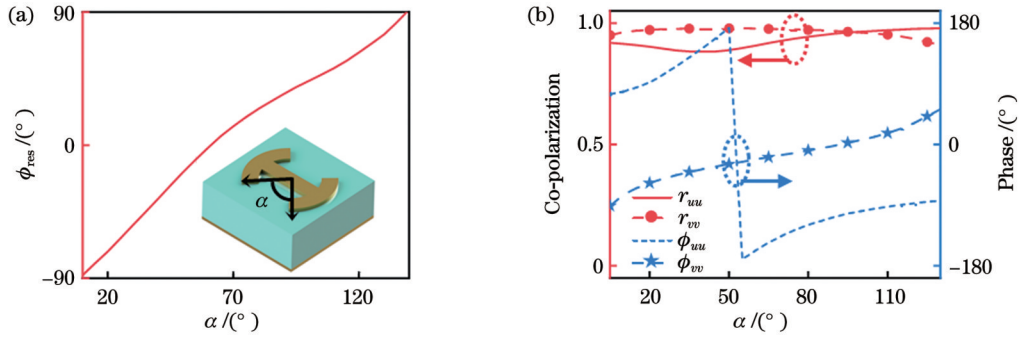 (a)
90
0
−90
ϕres /(°)
α
20
70
120
α /(°)
(b)
1.0
0.5
0
Co-polarization
180
0
−180
Phase /(°)
ruu
rvv
ϕuu
ϕvv
20
50
80
110
α /(°)